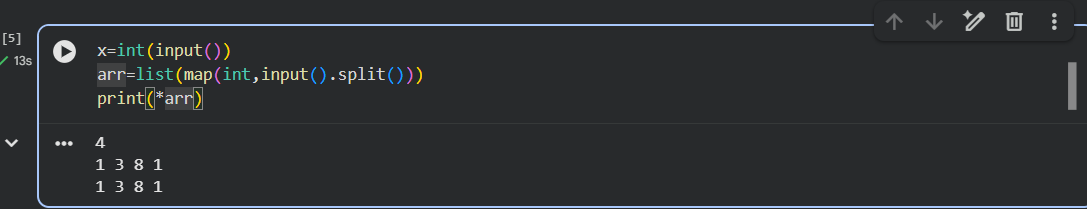 [5]
13s
x=int(input())
arr=list(map(int,input().split()))
print(*arr)
4
1 3 8 1
1 3 8 1